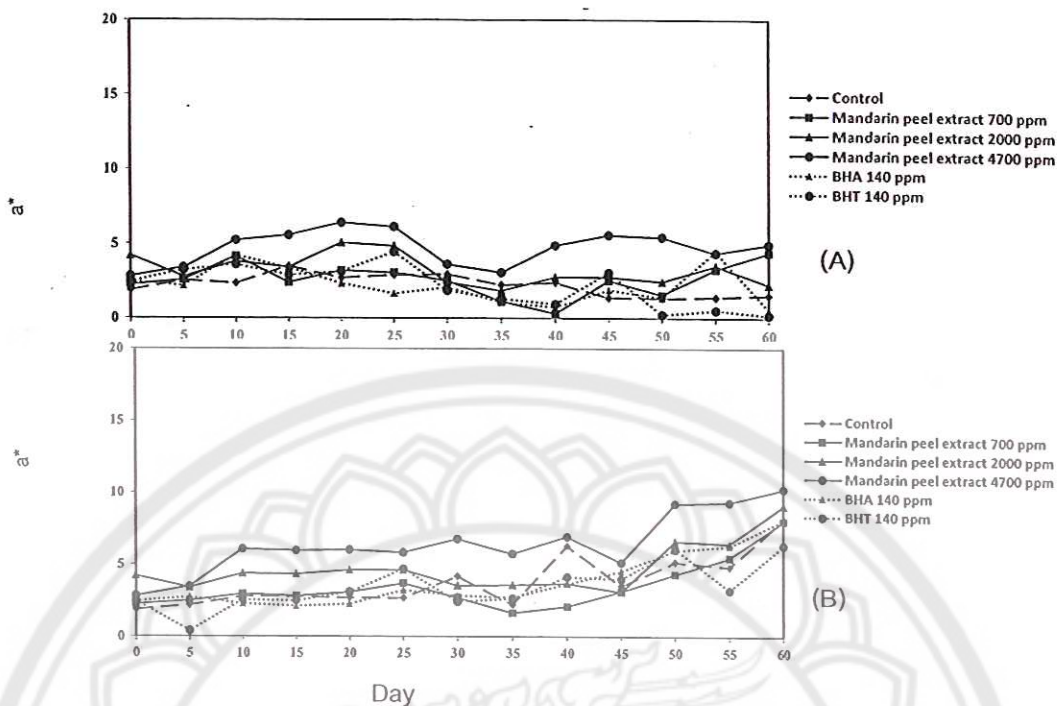 20
15
10
5
0
a*
0 5 10 15 20 25 30 35 40 45 50 55 60
Control
Mandarin peel extract 700 ppm
Mandarin peel extract 2000 ppm
Mandarin peel extract 4700 ppm
BHA 140 ppm
BHT 140 ppm
(A)
20
15
10
5
0
a*
0 5 10 15 20 25 30 35 40 45 50 55 60
Control
Mandarin peel extract 700 ppm
Mandarin peel extract 2000 ppm
Mandarin peel extract 4700 ppm
BHA 140 ppm
BHT 140 ppm
(B)
Day